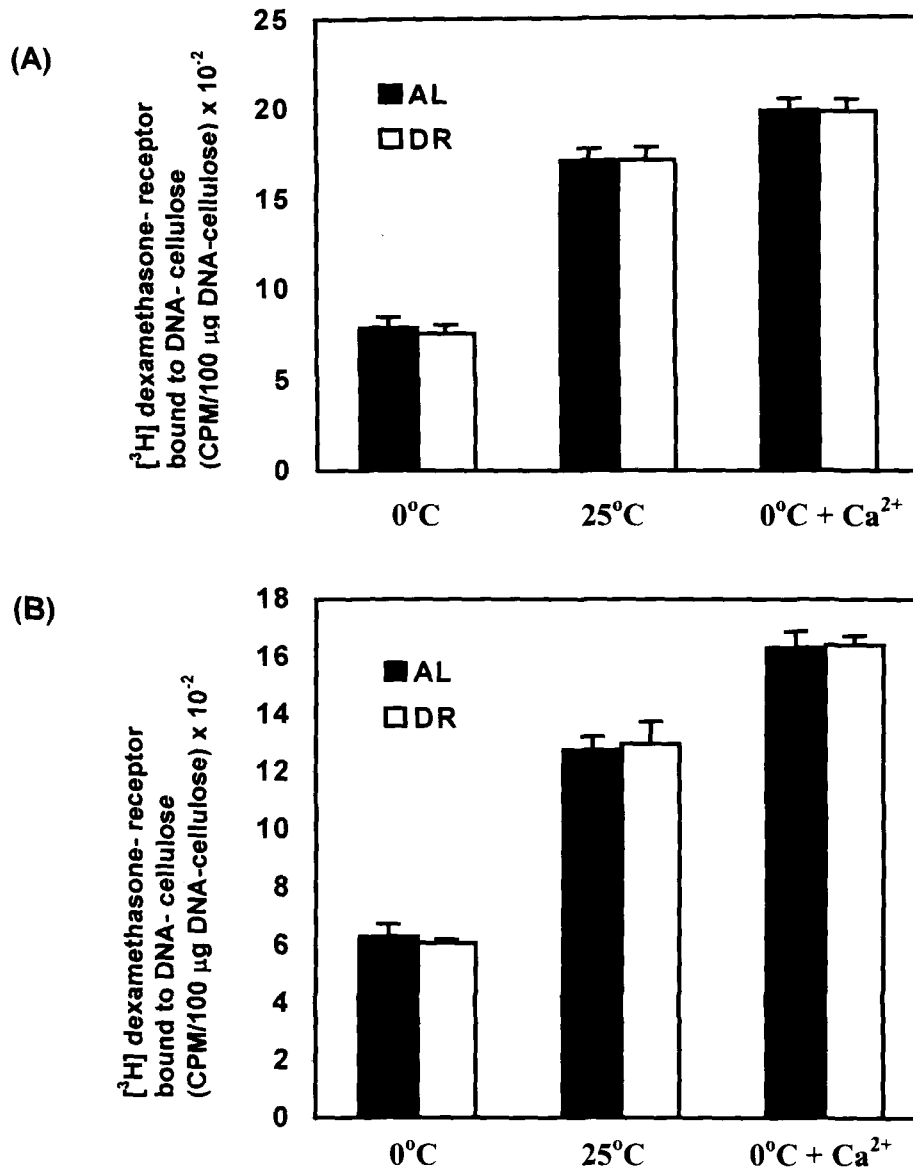 (A)
[³H] dexamethasone- receptor
bound to DNA- cellulose
(CPM/100 µg DNA-cellulose) x 10⁻²
25
20
15
10
5
0
AL
DR
0°C
25°C
0°C + Ca²⁺
(B)
[³H] dexamethasone- receptor
bound to DNA- cellulose
(CPM/100 µg DNA-cellulose) x 10⁻²
18
16
14
12
10
8
6
4
2
0
AL
DR
0°C
25°C
0°C + Ca²⁺